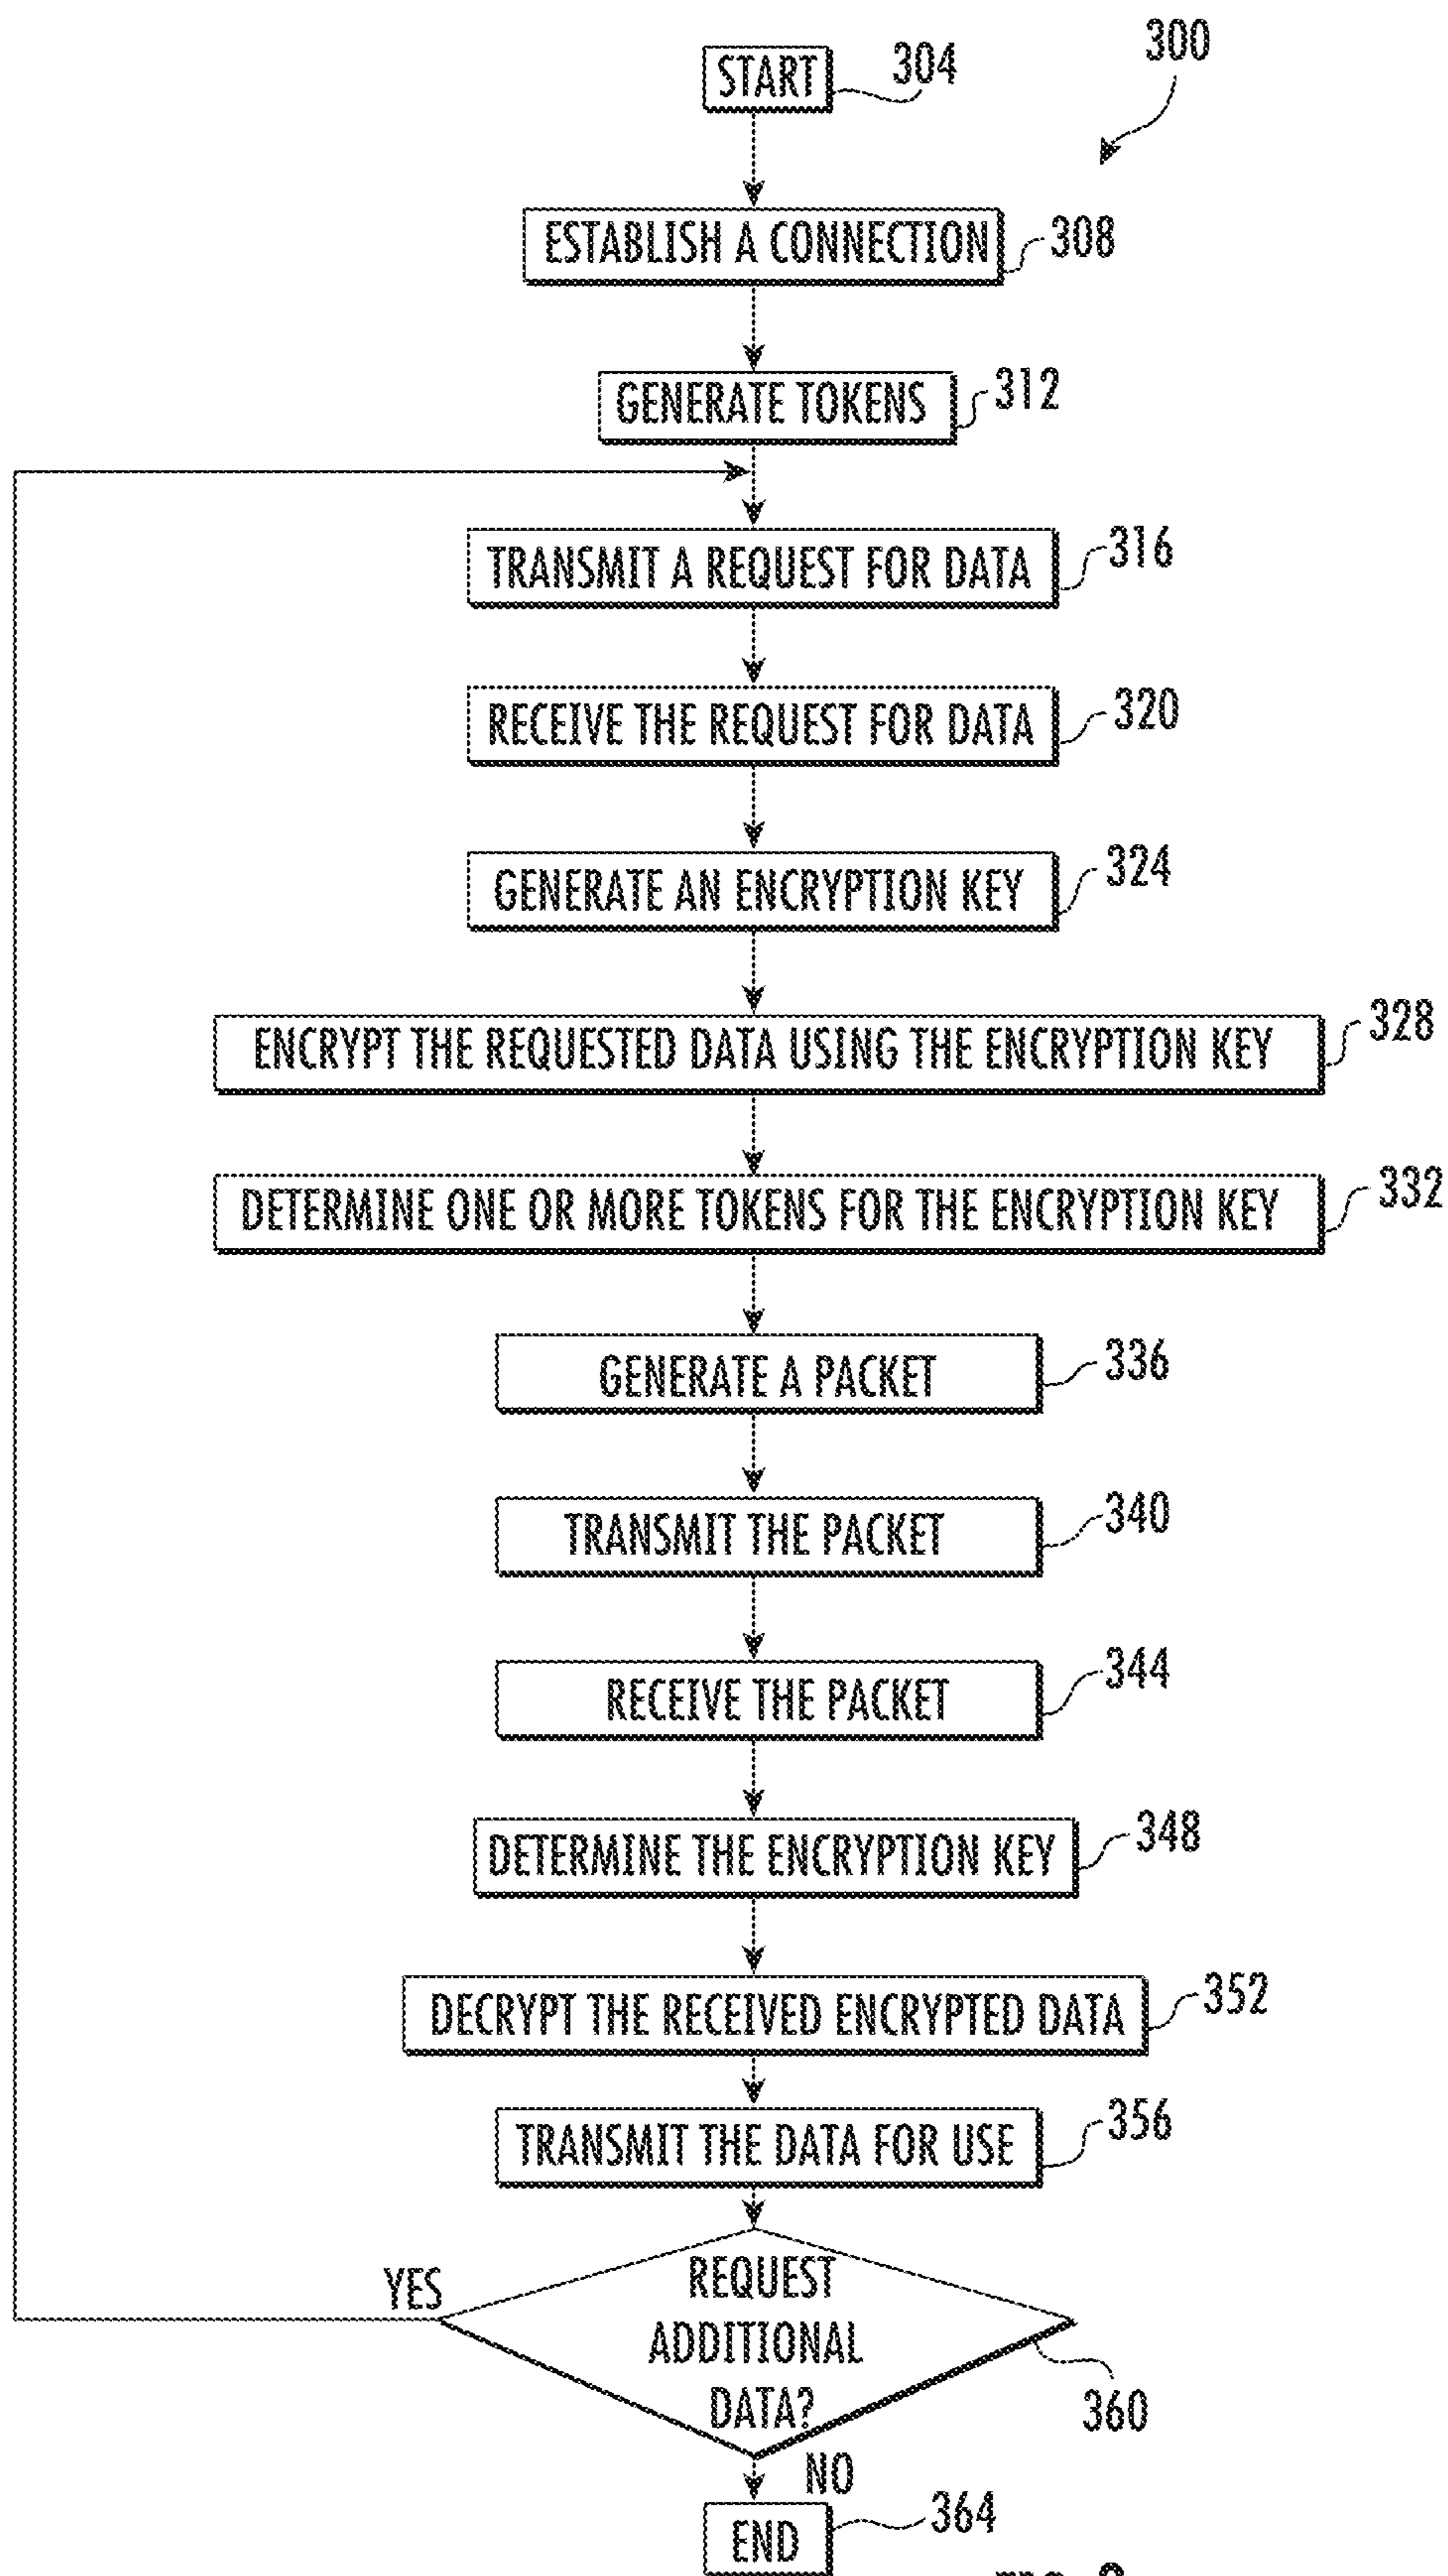 300
START 304
ESTABLISH A CONNECTION 308
GENERATE TOKENS 312
TRANSMIT A REQUEST FOR DATA 316
RECEIVE THE REQUEST FOR DATA 320
GENERATE AN ENCRYPTION KEY 324
ENCRYPT THE REQUESTED DATA USING THE ENCRYPTION KEY 328
DETERMINE ONE OR MORE TOKENS FOR THE ENCRYPTION KEY 332
GENERATE A PACKET 336
TRANSMIT THE PACKET 340
RECEIVE THE PACKET 344
DETERMINE THE ENCRYPTION KEY 348
DECRYPT THE RECEIVED ENCRYPTED DATA 352
TRANSMIT THE DATA FOR USE 356
YES
REQUEST
ADDITIONAL
DATA?
360
NO
END 364